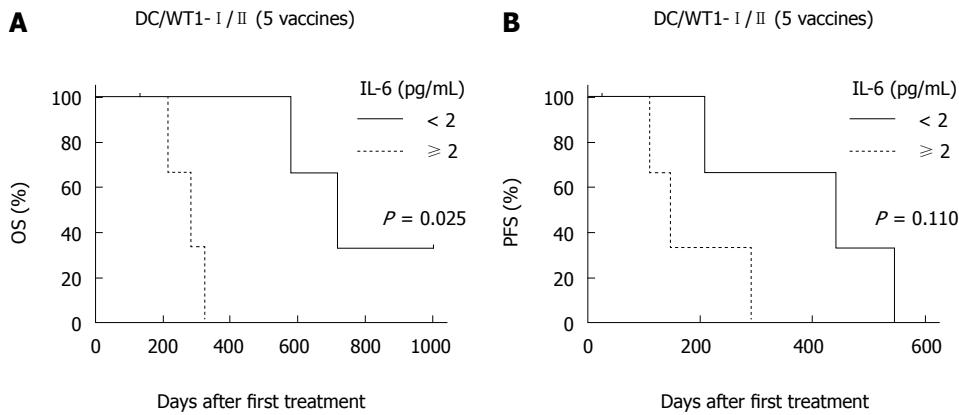 A
DC/WT1-Ⅰ/Ⅱ (5 vaccines)
IL-6 (pg/mL)
< 2
≥ 2
P = 0.025
OS (%)
100
80
60
40
20
0
0 200 400 600 800 1000
Days after first treatment
B
DC/WT1-Ⅰ/Ⅱ (5 vaccines)
IL-6 (pg/mL)
< 2
≥ 2
P = 0.110
PFS (%)
100
80
60
40
20
0
0 200 400 600
Days after first treatment